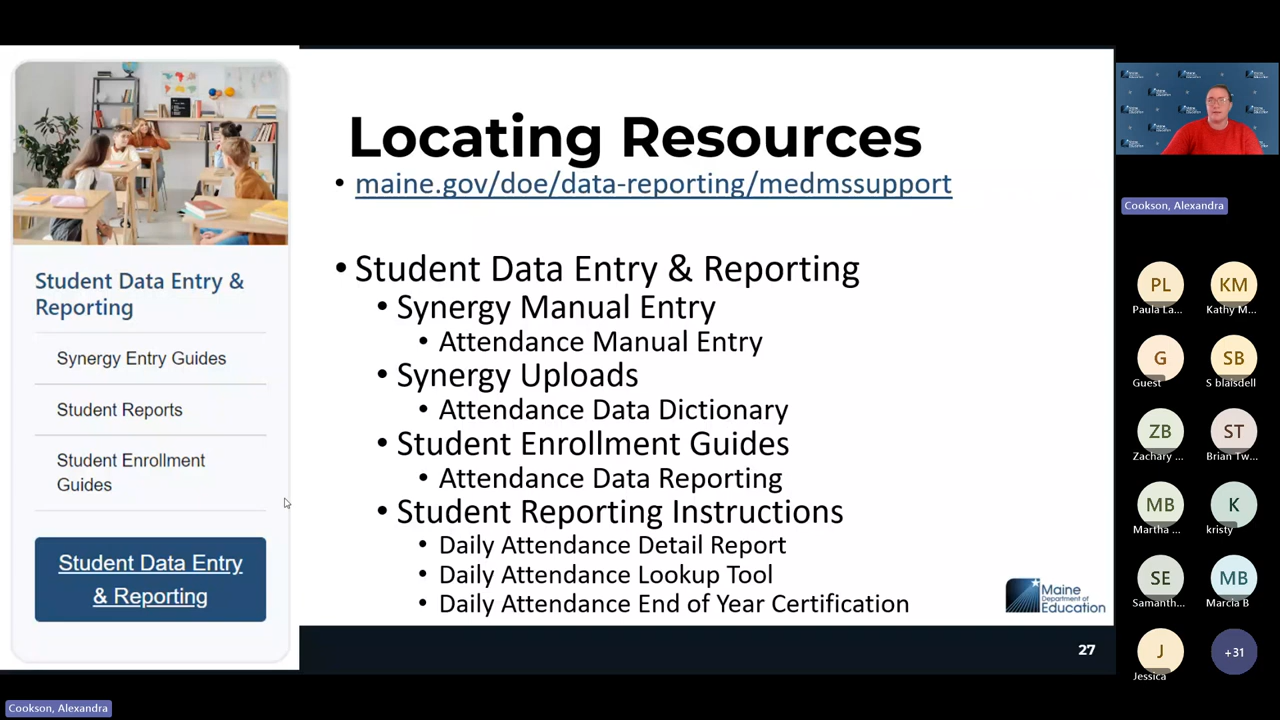 Locating Resources
• maine.gov/doe/data-reporting/medmssupport
• Student Data Entry & Reporting
• Synergy Manual Entry
• Attendance Manual Entry
• Synergy Uploads
• Attendance Data Dictionary
• Student Enrollment Guides
• Attendance Data Reporting
• Student Reporting Instructions
• Daily Attendance Detail Report
• Daily Attendance Lookup Tool
• Daily Attendance End of Year Certification
Student Data Entry &
Reporting
Synergy Entry Guides
Student Reports
Student Enrollment
Guides
Student Data Entry
& Reporting
Maine
Department of
Education
27
Cookson, Alexandra
PL
Paula La...
KM
Kathy M...
G
Guest
SB
S blaisdell
ZB
Zachary ...
ST
Brian Tw...
MB
Martha ...
K
kristy
SE
Samanth...
MB
Marcia B
J
Jessica
+31
Cookson, Alexandra